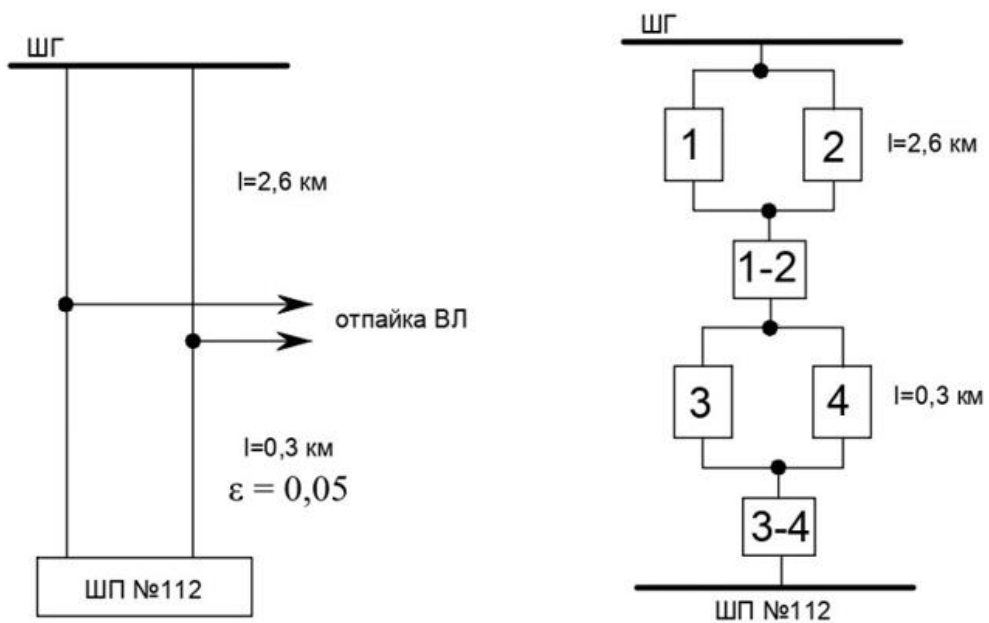 ШГ
l=2,6 км
отпайка ВЛ
l=0,3 км
ε = 0,05
ШП №112
ШГ
1
2
l=2,6 км
1-2
3
4
l=0,3 км
3-4
ШП №112